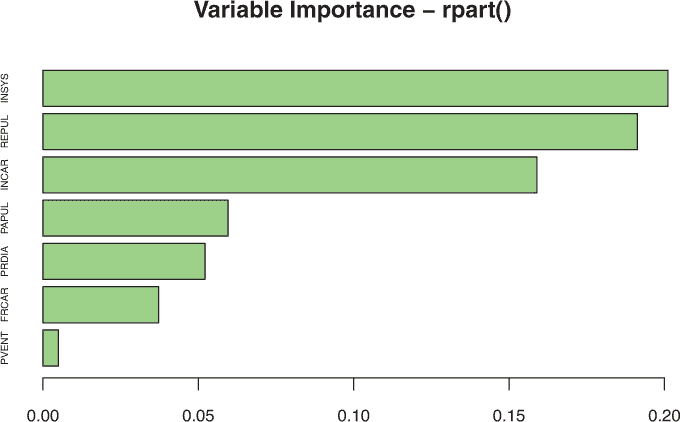 Variable Importance – rpart()
INSYS
REPUL
INCAR
PAPUL
PRDIA
FRCAR
PVENT
0.00 0.05 0.10 0.15 0.20